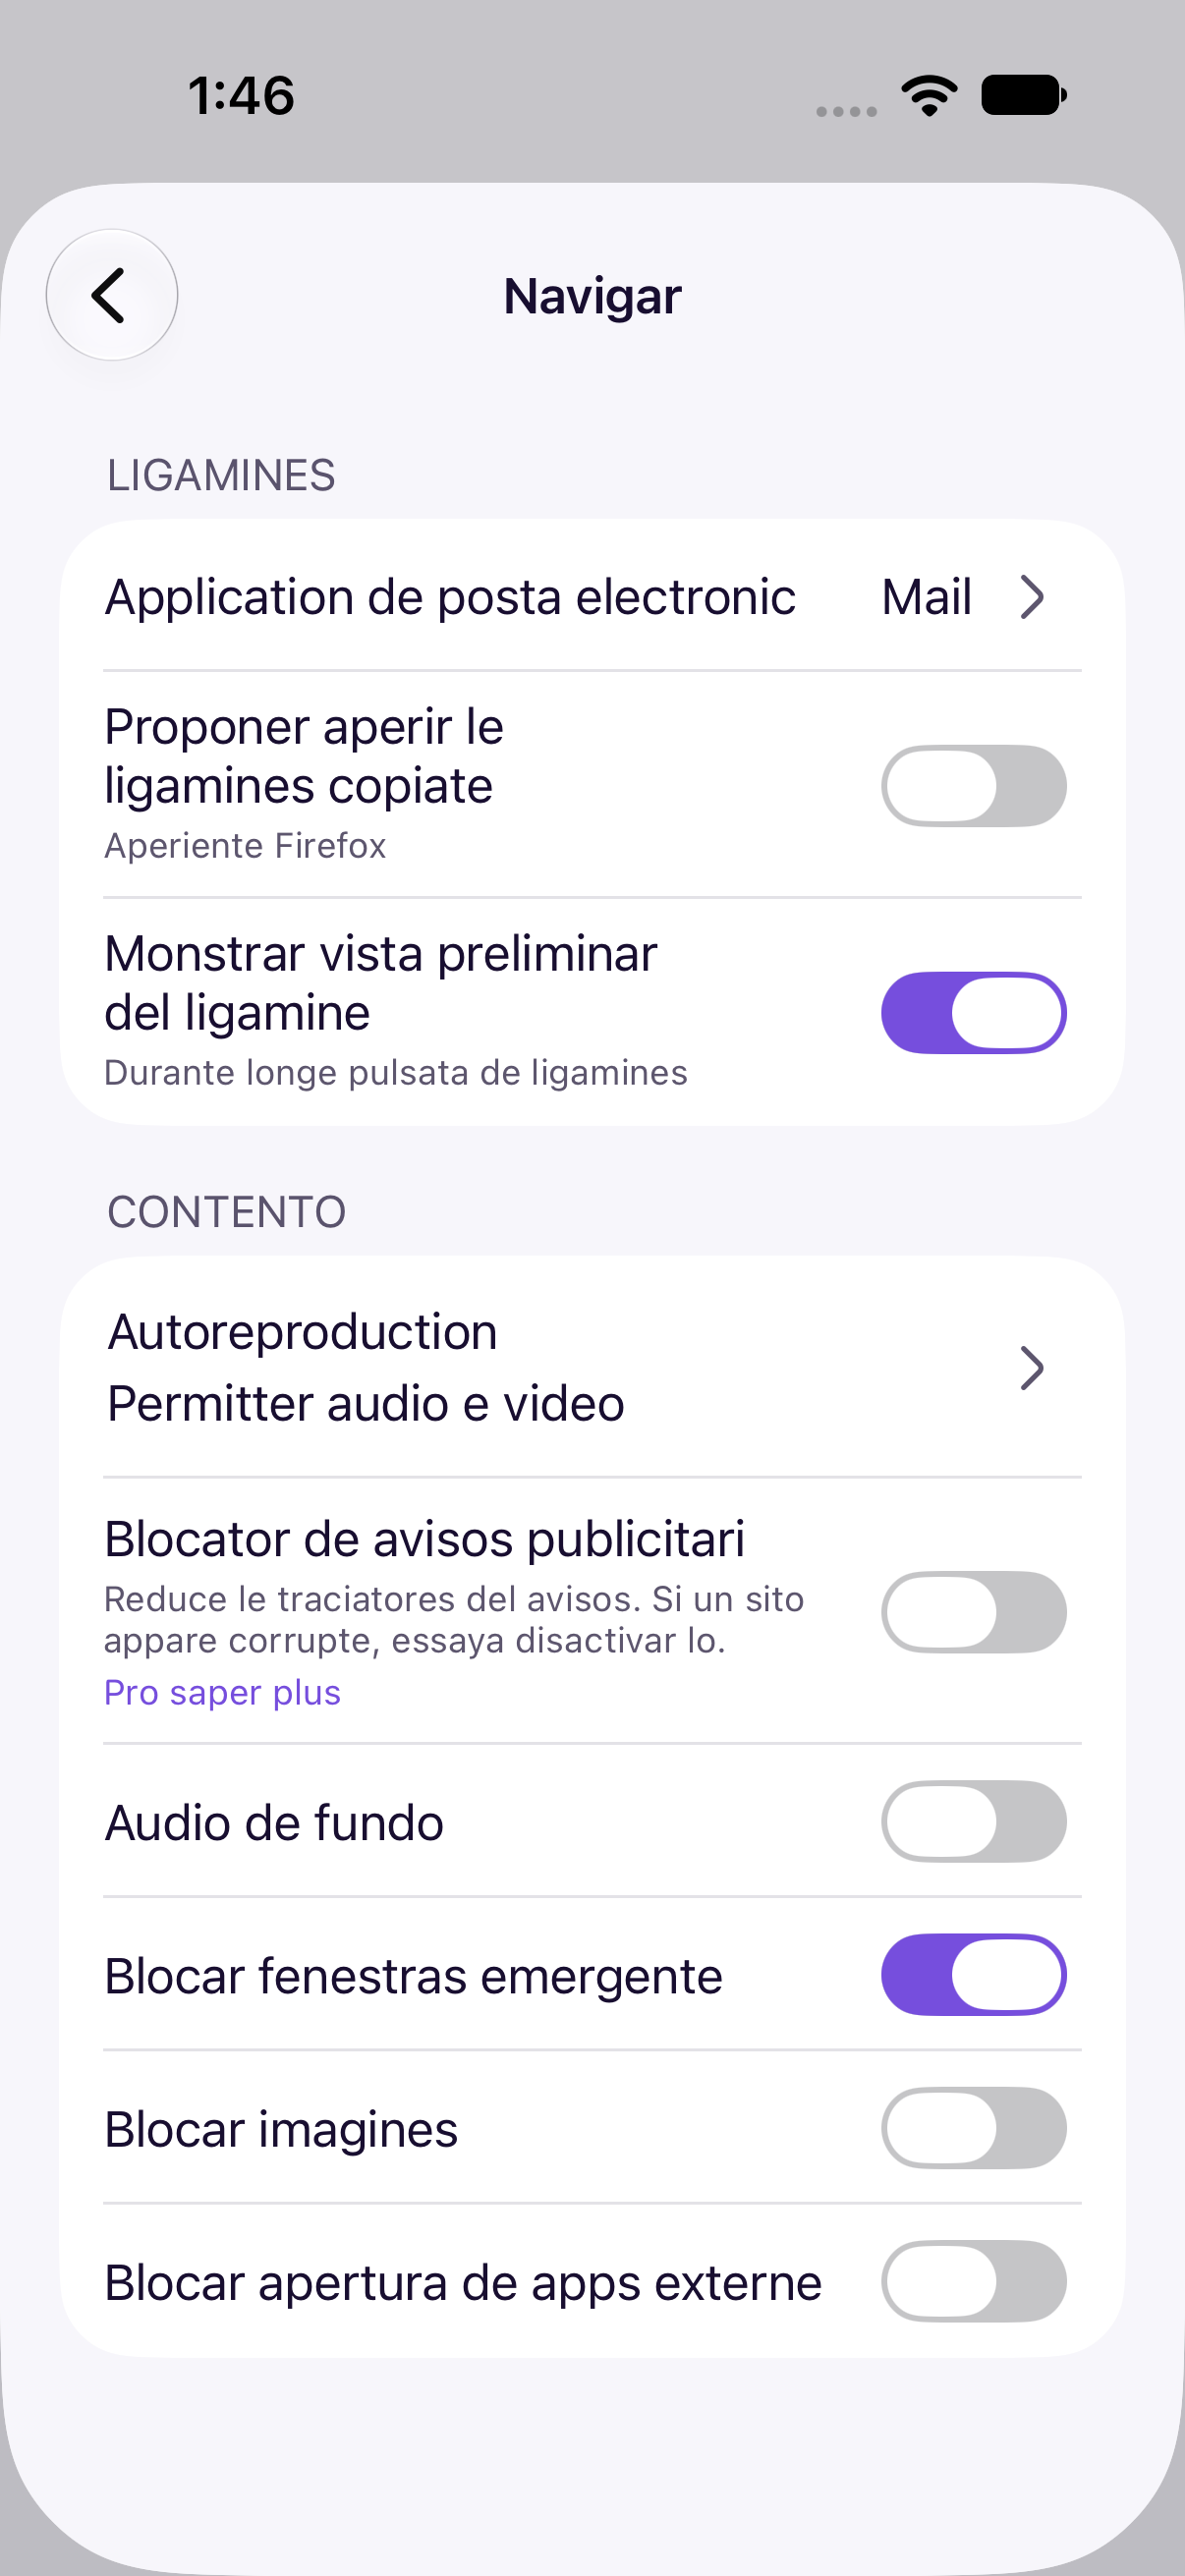 1:46
Navigar
LIGAMINES
Application de posta electronic
Mail
Proponer aperir le
ligamines copiate
Aperiente Firefox
Monstrar vista preliminar
del ligamine
Durante longe pulsata de ligamines
CONTENTO
Autoreproduction
Permitter audio e video
Blocator de avisos publicitari
Reduce le traciatores del avisos. Si un sito
appare corrupte, essaya disactivar lo.
Pro saper plus
Audio de fundo
Blocar fenestras emergente
Blocar imagines
Blocar apertura de apps externe